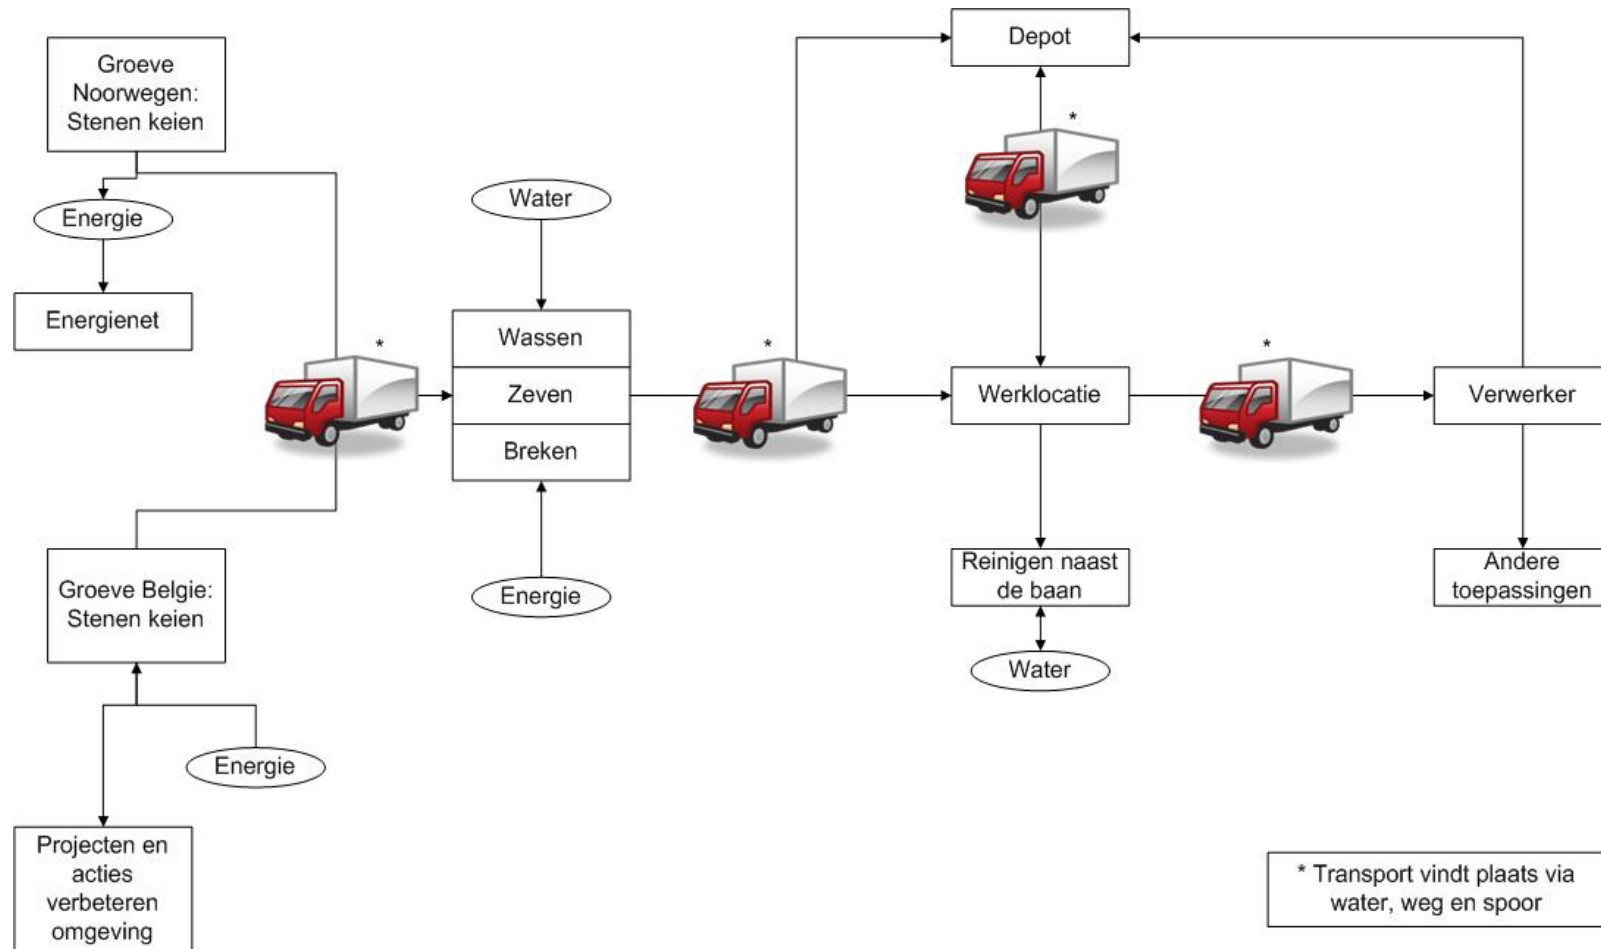 Groeve
Noorwegen:
Stenen keien
Energie
Energienet
*
Water
Wassen
Zeven
Breken
Energie
Groeve Belgie:
Stenen keien
Energie
Projecten en
acties
verbeteren
omgeving
*
Depot
*
Werklocatie
*
Verwerker
Reinigen naast
de baan
Water
Andere
toepassingen
* Transport vindt plaats via
water, weg en spoor